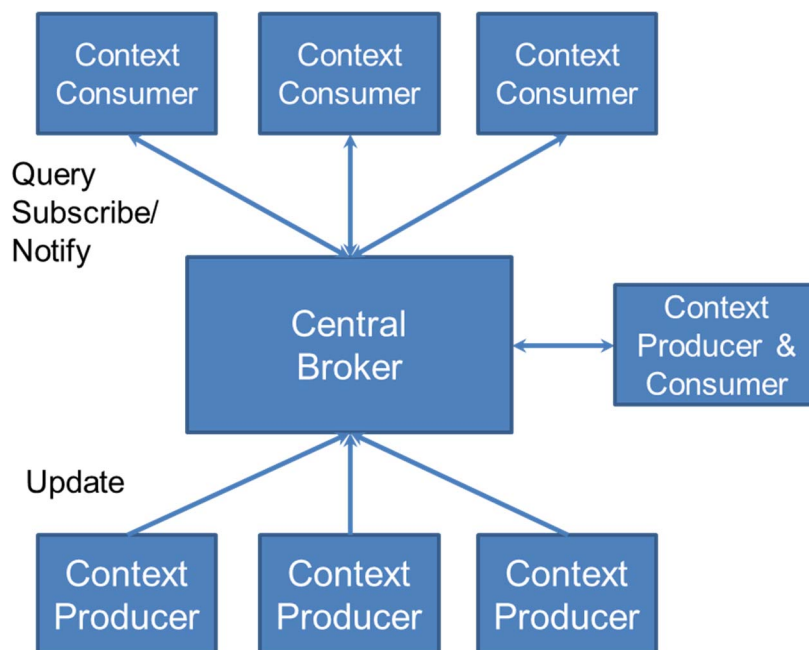 Context
Consumer
Context
Consumer
Context
Consumer
Query
Subscribe/
Notify
Central
Broker
Context
Producer &
Consumer
Update
Context
Producer
Context
Producer
Context
Producer